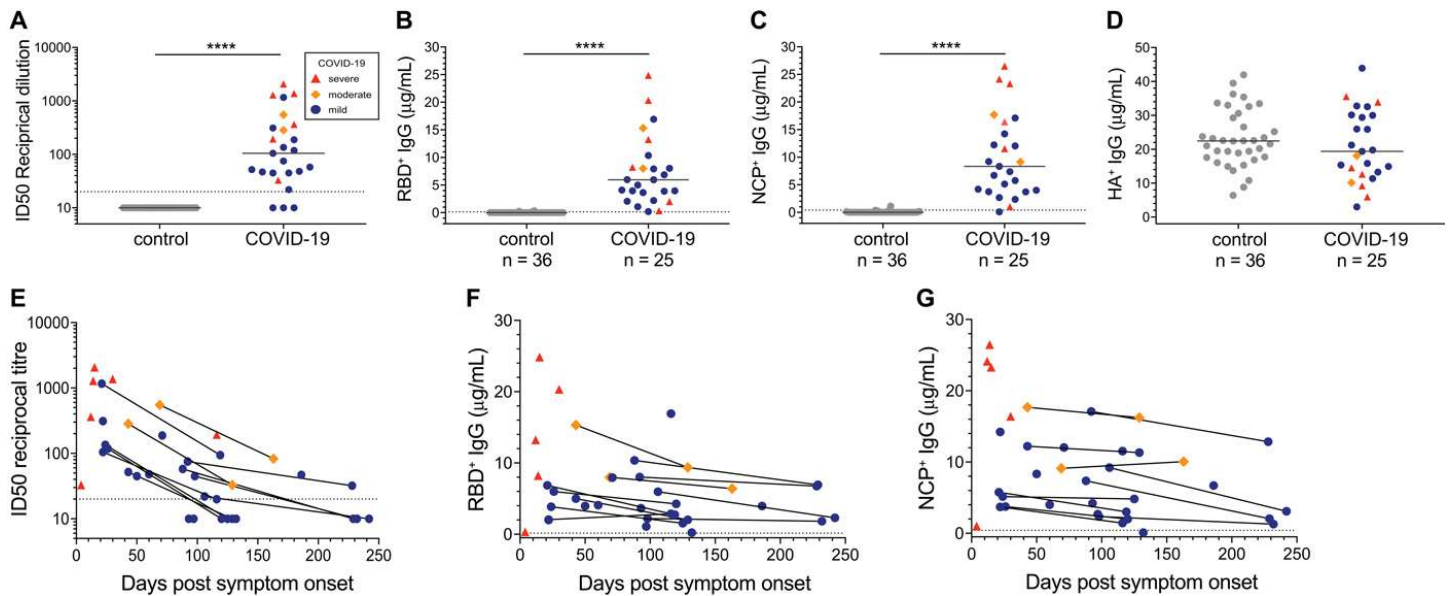 A
ID50 Reciprical dilution
10000
1000
100
10
****
COVID-19
severe
moderate
mild
control
COVID-19
B
RBD⁺ IgG (μg/mL)
30
25
20
15
10
5
0
****
control
n = 36
COVID-19
n = 25
C
NCP⁺ IgG (μg/mL)
30
25
20
15
10
5
0
****
control
n = 36
COVID-19
n = 25
D
HA⁺ IgG (μg/mL)
50
40
30
20
10
0
control
n = 36
COVID-19
n = 25
E
ID50 reciprocal titre
10000
1000
100
10
0
50
100
150
200
250
Days post symptom onset
F
RBD⁺ IgG (μg/mL)
30
20
10
0
0
50
100
150
200
250
Days post symptom onset
G
NCP⁺ IgG (μg/mL)
30
20
10
0
0
50
100
150
200
250
Days post symptom onset